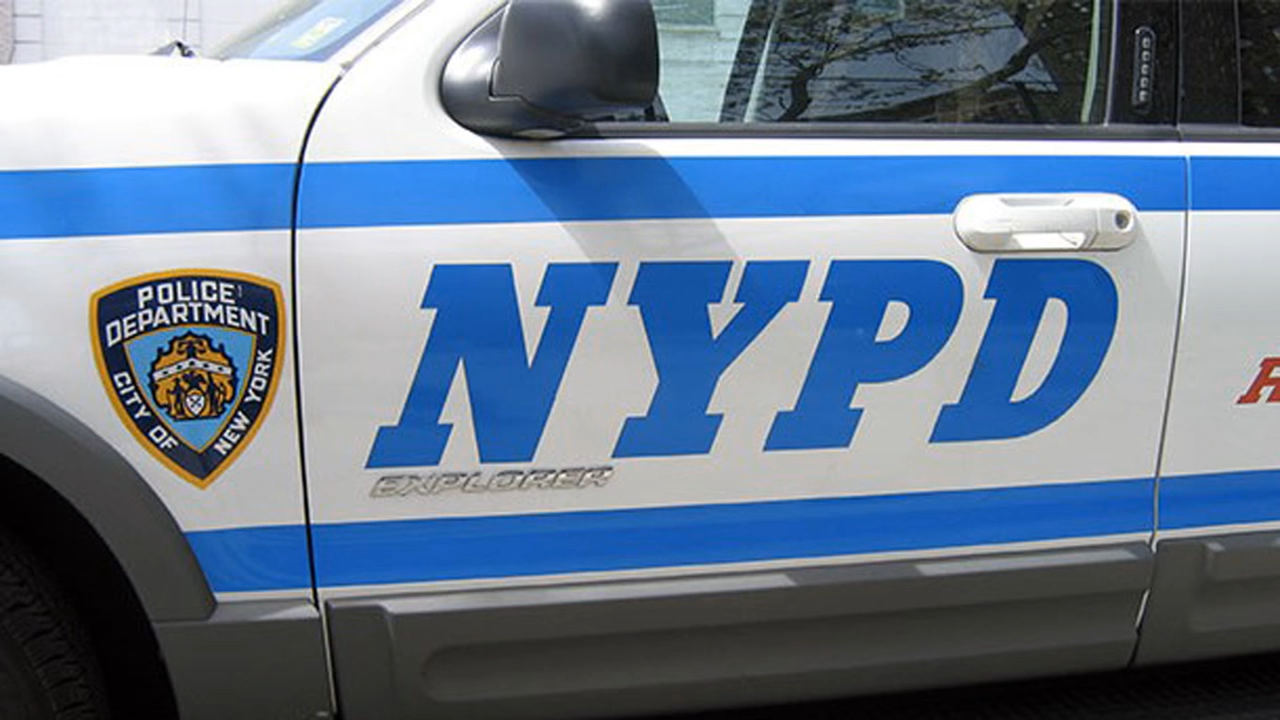 POLICE
DEPARTMENT
CITY OF
NEW YORK
NYPD
EXPLORER